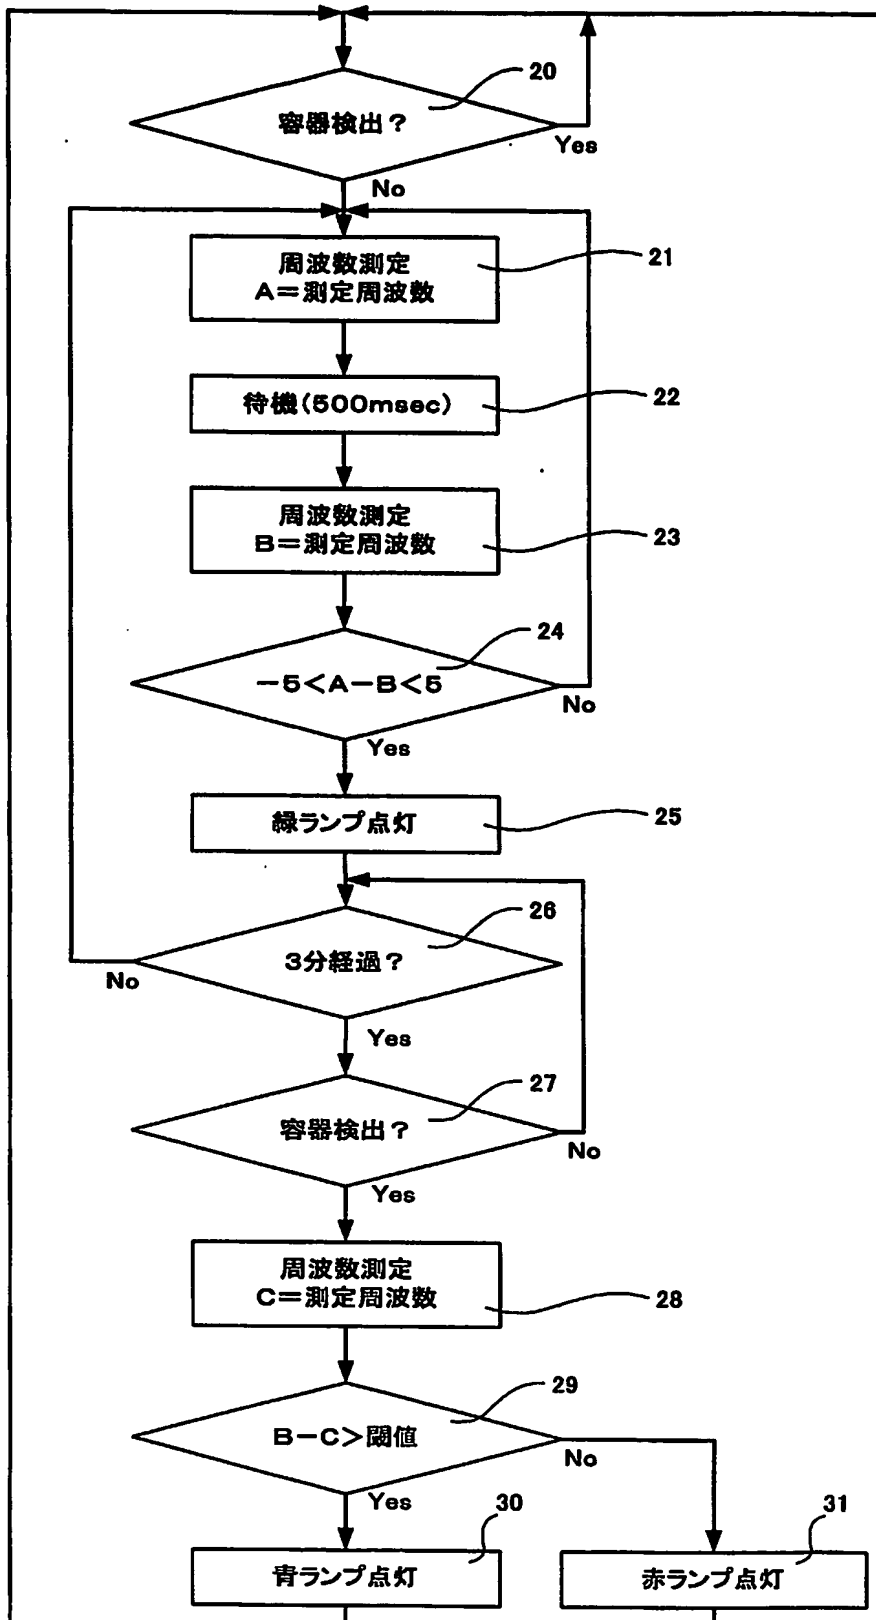 20
容器検出?
Yes
No
周波数測定
A=測定周波数
21
待機(500msec)
22
周波数測定
B=測定周波数
23
24
-5<A-B<5
No
Yes
緑ランプ点灯
25
26
3分経過?
No
Yes
27
容器検出?
No
Yes
周波数測定
C=測定周波数
28
29
B-C>閾値
No
Yes
30
31
青ランプ点灯
赤ランプ点灯